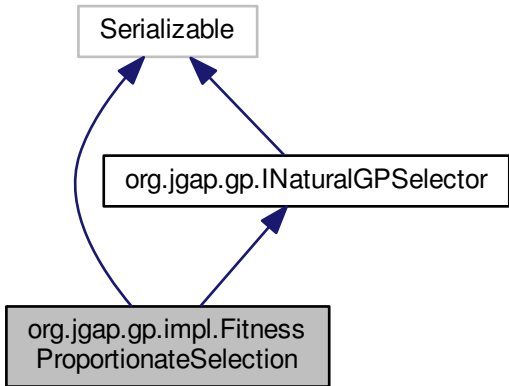 Serializable
org.jgap.gp.INaturalGPSelector
org.jgap.gp.impl.Fitness
ProportionateSelection